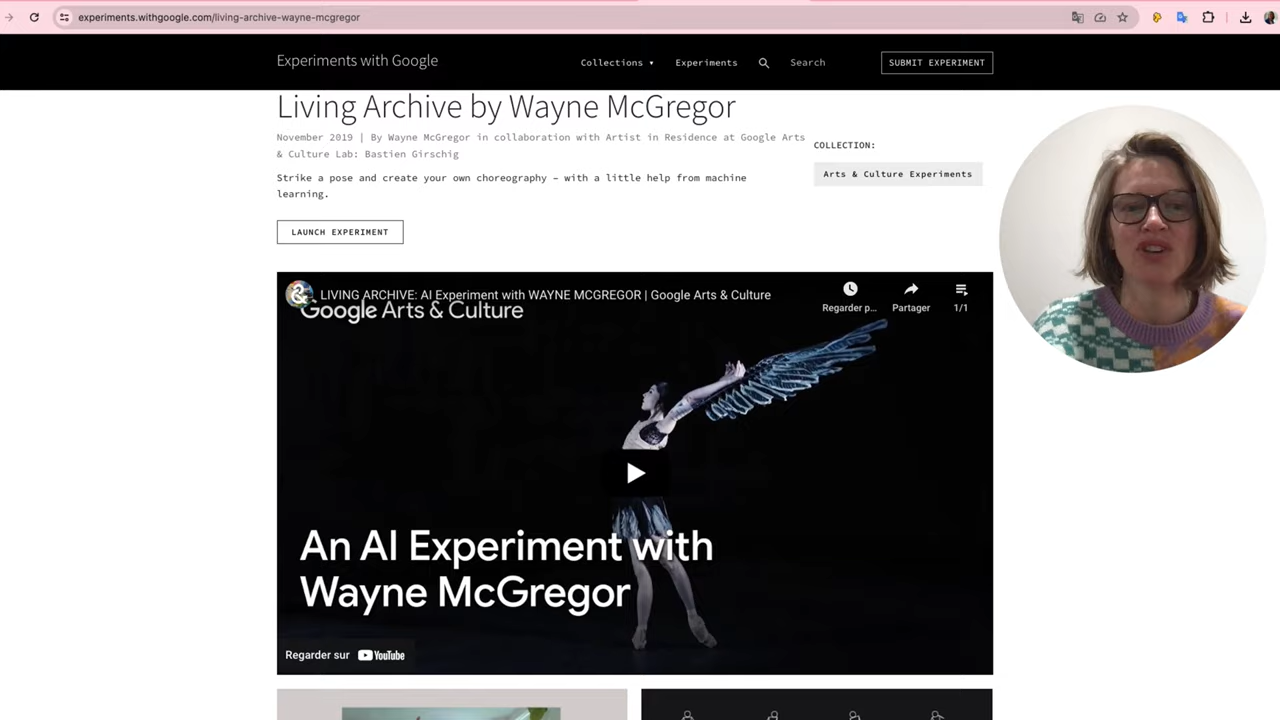 experiments.withgoogle.com/living-archive-wayne-mcgregor
Experiments with Google
Collections ▾
Experiments
Search
SUBMIT EXPERIMENT
Living Archive by Wayne McGregor
November 2019 | By Wayne McGregor in collaboration with Artist in Residence at Google Arts
& Culture Lab: Bastien Girschig
Strike a pose and create your own choreography – with a little help from machine
learning.
COLLECTION:
Arts & Culture Experiments
LAUNCH EXPERIMENT
LIVING ARCHIVE: AI Experiment with WAYNE MCGREGOR | Google Arts & Culture
Google Arts & Culture
Regarder p...
Partager
1/1
An AI Experiment with
Wayne McGregor
Regarder sur YouTube